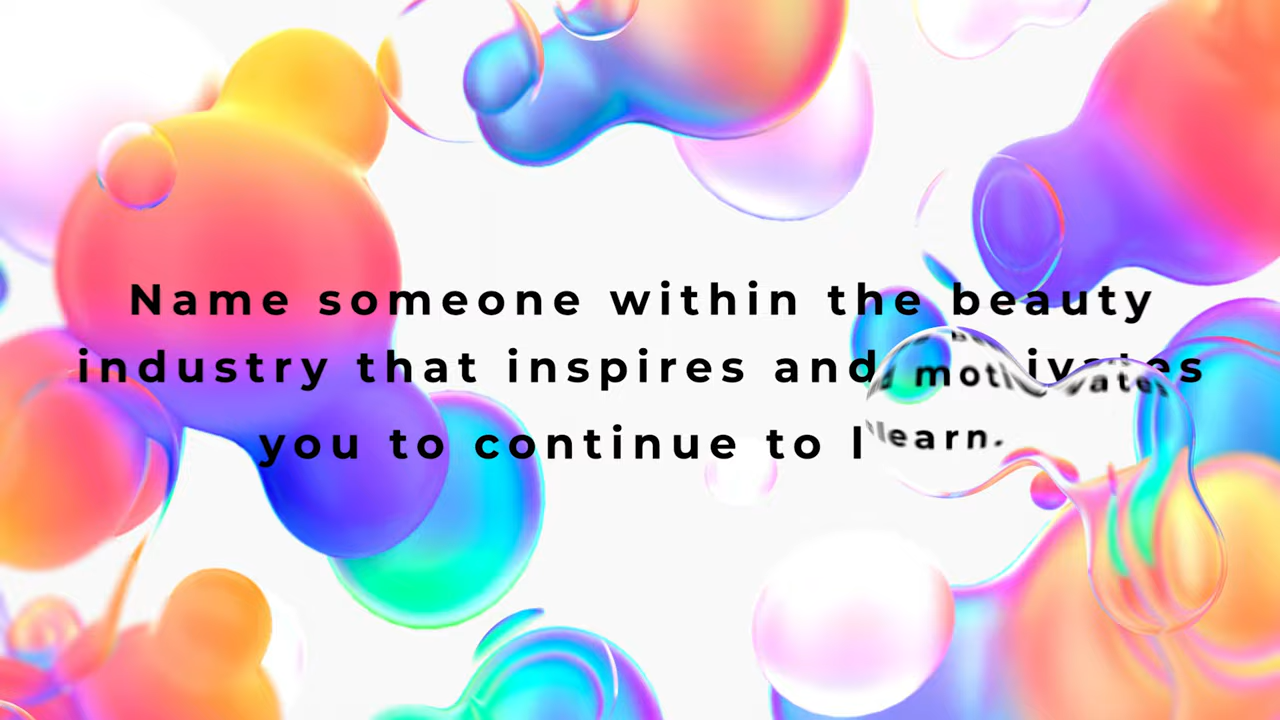 Name someone within the beauty
industry that inspires and motivates
you to continue to learn.